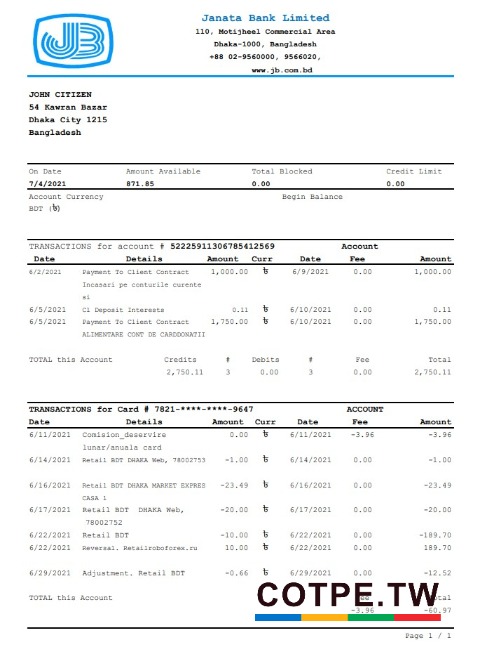 Janata Bank Limited
110, Motijheel Commercial Area
Dhaka-1000, Bangladesh
+88 02-9560000, 9566020,
www.jb.com.bd
JOHN CITIZEN
54 Kawran Bazar
Dhaka City 1215
Bangladesh
On Date Amount Available Total Blocked Credit Limit
7/4/2021 871.85 0.00 0.00
Account Currency Begin Balance
BDT (৳)
TRANSACTIONS for account # 52225911306785412569 Account
Date Details Amount Curr Date Fee Amount
6/2/2021 Payment To Client Contract 1,000.00 ৳ 6/9/2021 0.00 1,000.00
Incasari pe conturile curente
si
6/5/2021 C1 Deposit Interests 0.11 ৳ 6/10/2021 0.00 0.11
6/5/2021 Payment To Client Contract 1,750.00 ৳ 6/10/2021 0.00 1,750.00
ALIMENTARE CONT DE CARDDONATII
TOTAL this Account Credits # Debits # Fee Total
2,750.11 3 0.00 3 0.00 2,750.11
TRANSACTIONS for Card # 7821-****-****-9647 ACCOUNT
Date Details Amount Curr Date Fee Amount
6/11/2021 Comision_deservire 0.00 ৳ 6/11/2021 -3.96 -3.96
lunar/anuala card
6/14/2021 Retail BDT DHAKA Web, 78002753 -1.00 ৳ 6/14/2021 0.00 -1.00
6/16/2021 Retail BDT DHAKA MARKET EXPRES -23.49 ৳ 6/16/2021 0.00 -23.49
CASA 1
6/17/2021 Retail BDT DHAKA Web, -20.00 ৳ 6/17/2021 0.00 -20.00
78002752
6/22/2021 Retail BDT -10.00 ৳ 6/22/2021 0.00 -189.70
6/22/2021 Reversal. Retailroboforex.ru 10.00 ৳ 6/22/2021 0.00 189.70
6/29/2021 Adjustment. Retail BDT -0.66 ৳ 6/29/2021 0.00 -12.52
COTPE.TW
TOTAL this Account
-3.96 -60.97
Page 1 / 1